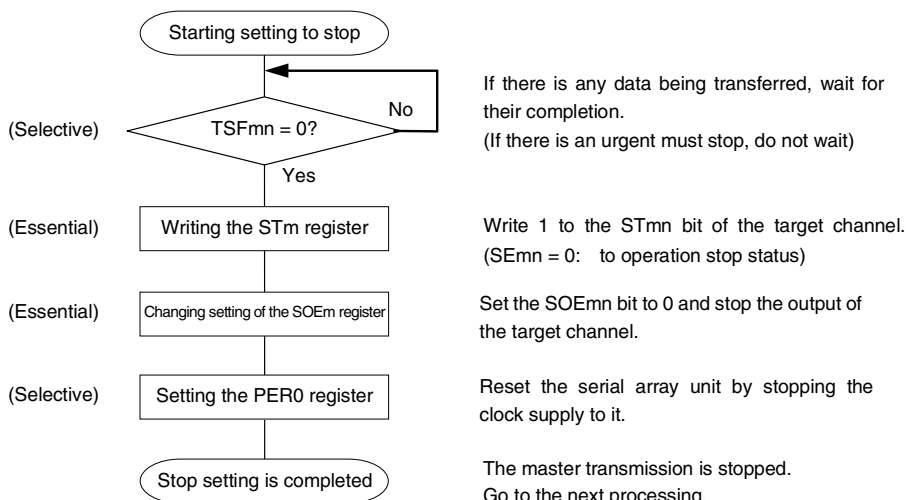 Starting setting to stop
No
If there is any data being transferred, wait for
their completion.
(Selective)
TSFmn = 0?
(If there is an urgent must stop, do not wait)
Yes
(Essential)
Writing the STm register
Write 1 to the STmn bit of the target channel.
(SEmn = 0: to operation stop status)
(Essential)
Changing setting of the SOEm register
Set the SOEmn bit to 0 and stop the output of
the target channel.
(Selective)
Setting the PER0 register
Reset the serial array unit by stopping the
clock supply to it.
Stop setting is completed
The master transmission is stopped.
Go to the next processing